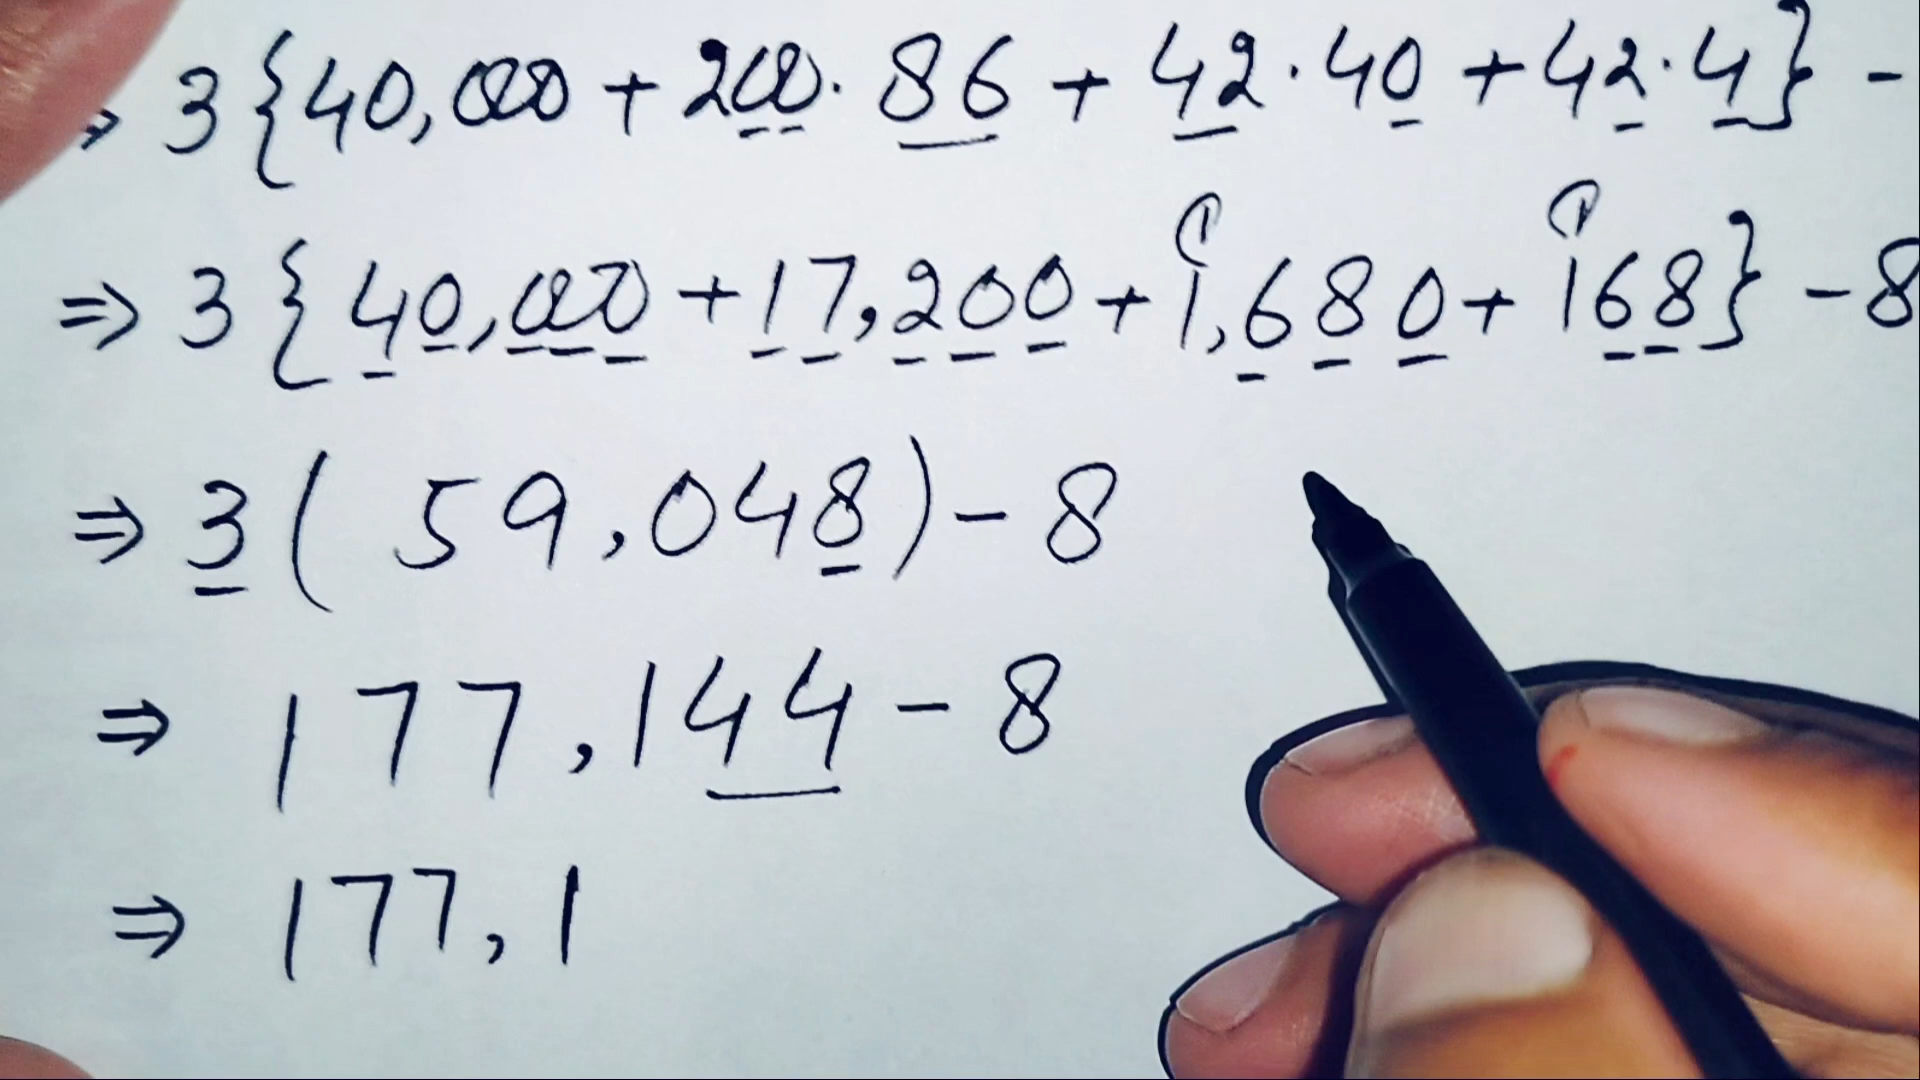 ⇒ 3{40,000 + 200·86 + 42·40 + 42·4} -
⇒ 3{40,000 + 17,200 + 1,680 + 168} - 8
⇒ 3(59,048) - 8
⇒ 177,144 - 8
⇒ 177,1